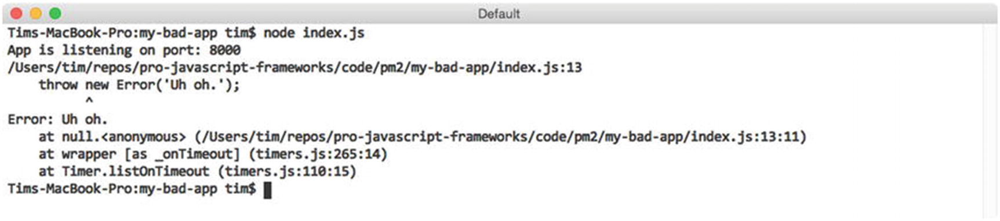 Default
Tims-MacBook-Pro:my-bad-app tim$ node index.js
App is listening on port: 8000
/Users/tim/repos/pro-javascript-frameworks/code/pm2/my-bad-app/index.js:13
    throw new Error('Uh oh.');
          ^
Error: Uh oh.
    at null.<anonymous> (/Users/tim/repos/pro-javascript-frameworks/code/pm2/my-bad-app/index.js:13:11)
    at wrapper [as _onTimeout] (timers.js:265:14)
    at Timer.listOnTimeout (timers.js:110:15)
Tims-MacBook-Pro:my-bad-app tim$